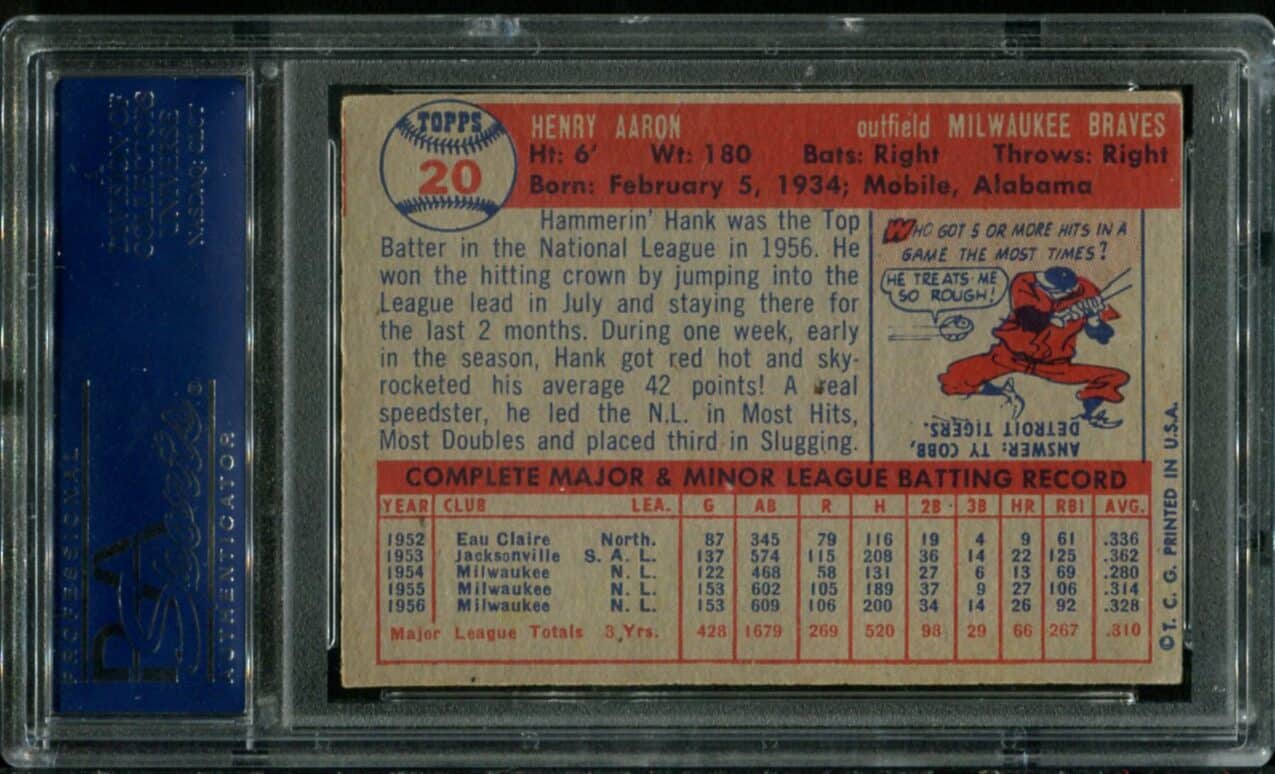 A
DIVISION OF
COLLECTORS
UNIVERSE
NASDAQ: CLCT
PROFESSIONAL
PSA
Sports
AUTHENTICATOR
TOPPS
20
HENRY AARON outfield MILWAUKEE BRAVES
Ht: 6' Wt: 180 Bats: Right Throws: Right
Born: February 5, 1934; Mobile, Alabama
Hammerin' Hank was the Top
Batter in the National League in 1956. He
won the hitting crown by jumping into the
League lead in July and staying there for
the last 2 months. During one week, early
in the season, Hank got red hot and sky-
rocketed his average 42 points! A real
speedster, he led the N.L. in Most Hits,
Most Doubles and placed third in Slugging.
WHO GOT 5 OR MORE HITS IN A
GAME THE MOST TIMES?
HE TREATS ME
SO ROUGH!
ANSWER: TY COBB,
DETROIT TIGERS.
COMPLETE MAJOR & MINOR LEAGUE BATTING RECORD
YEAR CLUB LEA. G AB R H 2B 3B HR RBI AVG.
1952 Eau Claire North. 87 345 79 116 19 4 9 61 .336
1953 Jacksonville S. A. L. 137 574 115 208 36 14 22 125 .362
1954 Milwaukee N. L. 122 468 58 131 27 6 13 69 .280
1955 Milwaukee N. L. 153 602 105 189 37 9 27 106 .314
1956 Milwaukee N. L. 153 609 106 200 34 14 26 92 .328
Major League Totals 3 Yrs. 428 1679 269 520 98 29 66 267 .310
© T. C. G. PRINTED IN U.S.A.